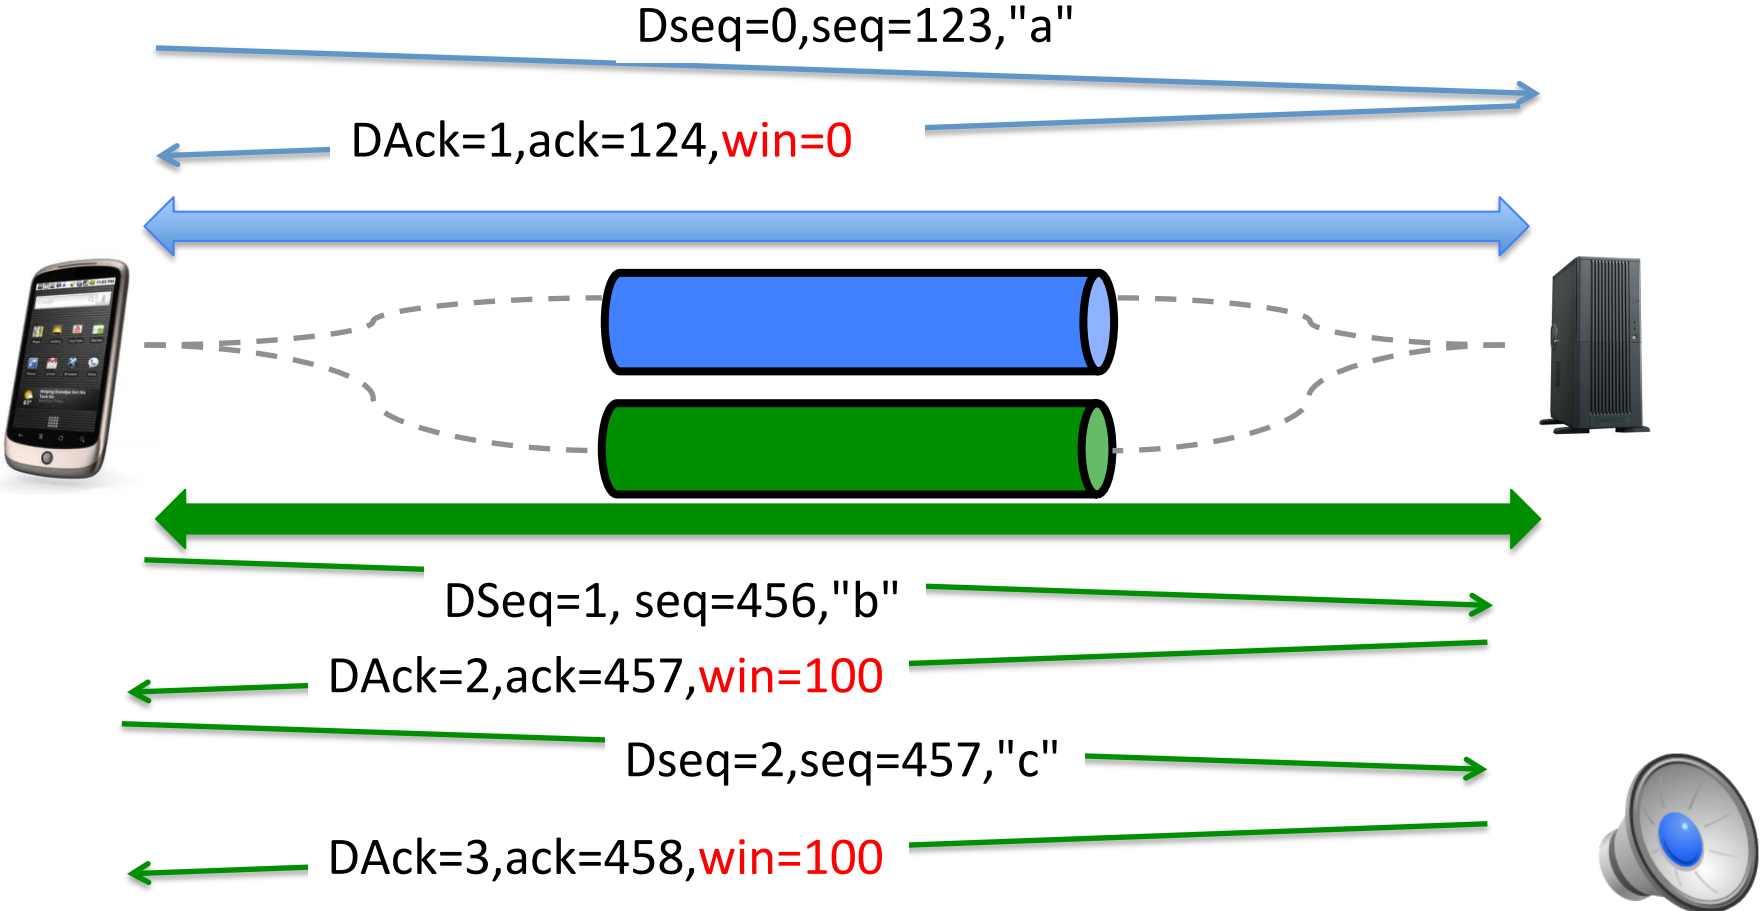 Dseq=0,seq=123,"a"
DAck=1,ack=124,win=0
DSeq=1, seq=456,"b"
DAck=2,ack=457,win=100
Dseq=2,seq=457,"c"
DAck=3,ack=458,win=100